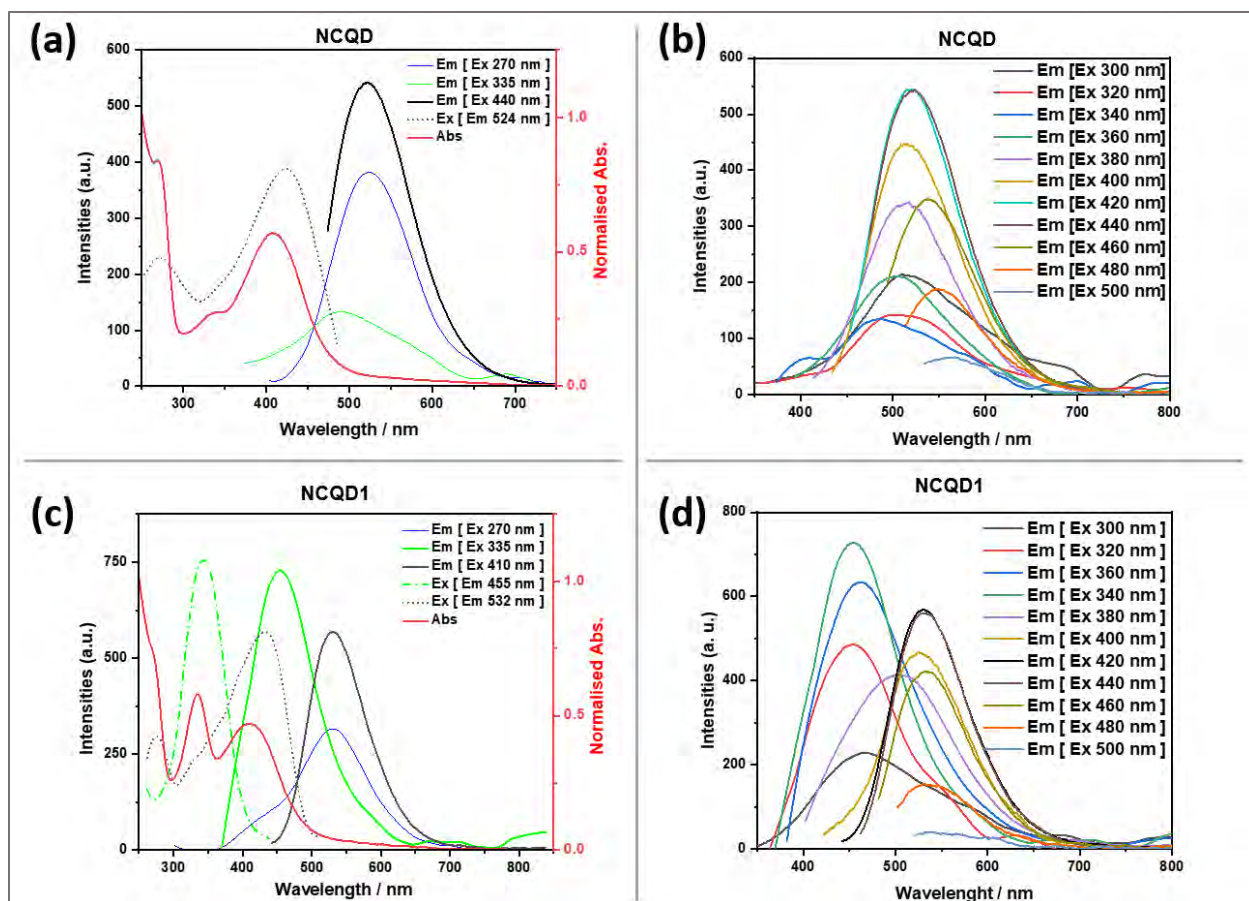 (a)
NCQD
Em [ Ex 270 nm ]
Em [ Ex 335 nm ]
Em [ Ex 440 nm ]
Ex [ Em 524 nm ]
Abs
600
500
400
300
200
100
0
Intensities (a.u.)
1.0
0.5
0.0
Normalised Abs.
300 400 500 600 700
Wavelength / nm
(b)
NCQD
Em [Ex 300 nm]
Em [Ex 320 nm]
Em [Ex 340 nm]
Em [Ex 360 nm]
Em [Ex 380 nm]
Em [Ex 400 nm]
Em [Ex 420 nm]
Em [Ex 440 nm]
Em [Ex 460 nm]
Em [Ex 480 nm]
Em [Ex 500 nm]
600
550
500
450
400
350
300
250
200
150
100
50
0
Intensities (a.u.)
400 500 600 700 800
Wavelength / nm
(c)
NCQD1
Em [ Ex 270 nm ]
Em [ Ex 335 nm ]
Em [ Ex 410 nm ]
Ex [ Em 455 nm ]
Ex [ Em 532 nm ]
Abs
750
500
250
0
Intensities (a.u.)
1.0
0.5
0.0
Normalised Abs.
300 400 500 600 700 800
Wavelength / nm
(d)
NCQD1
Em [ Ex 300 nm ]
Em [ Ex 320 nm ]
Em [ Ex 360 nm ]
Em [ Ex 340 nm ]
Em [ Ex 380 nm ]
Em [ Ex 400 nm ]
Em [ Ex 420 nm ]
Em [ Ex 440 nm ]
Em [ Ex 460 nm ]
Em [ Ex 480 nm ]
Em [ Ex 500 nm ]
800
600
400
200
0
Intensities (a. u.)
400 500 600 700 800
Wavelenght / nm